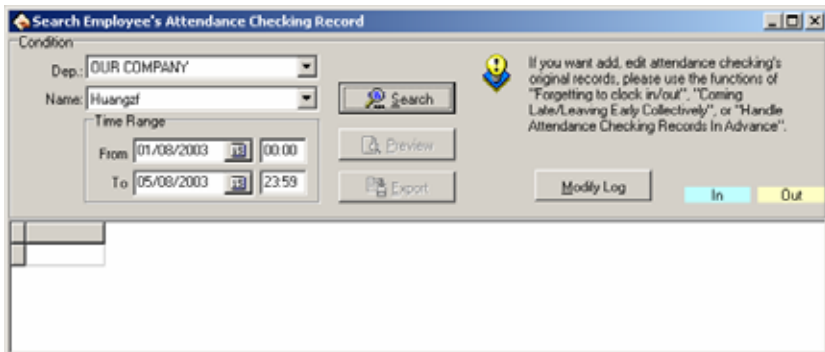 Search Employee's Attendance Checking Record
Condition
Dep.: OUR COMPANY
Name: Huangzf
Time Range
From 01/08/2003 00:00
To 05/08/2003 23:59
Search
Preview
Export
If you want add, edit attendance checking's
original records, please use the functions of
"Forgetting to clock in/out", "Coming
Late/Leaving Early Collectively", or "Handle
Attendance Checking Records In Advance".
Modify Log
In Out